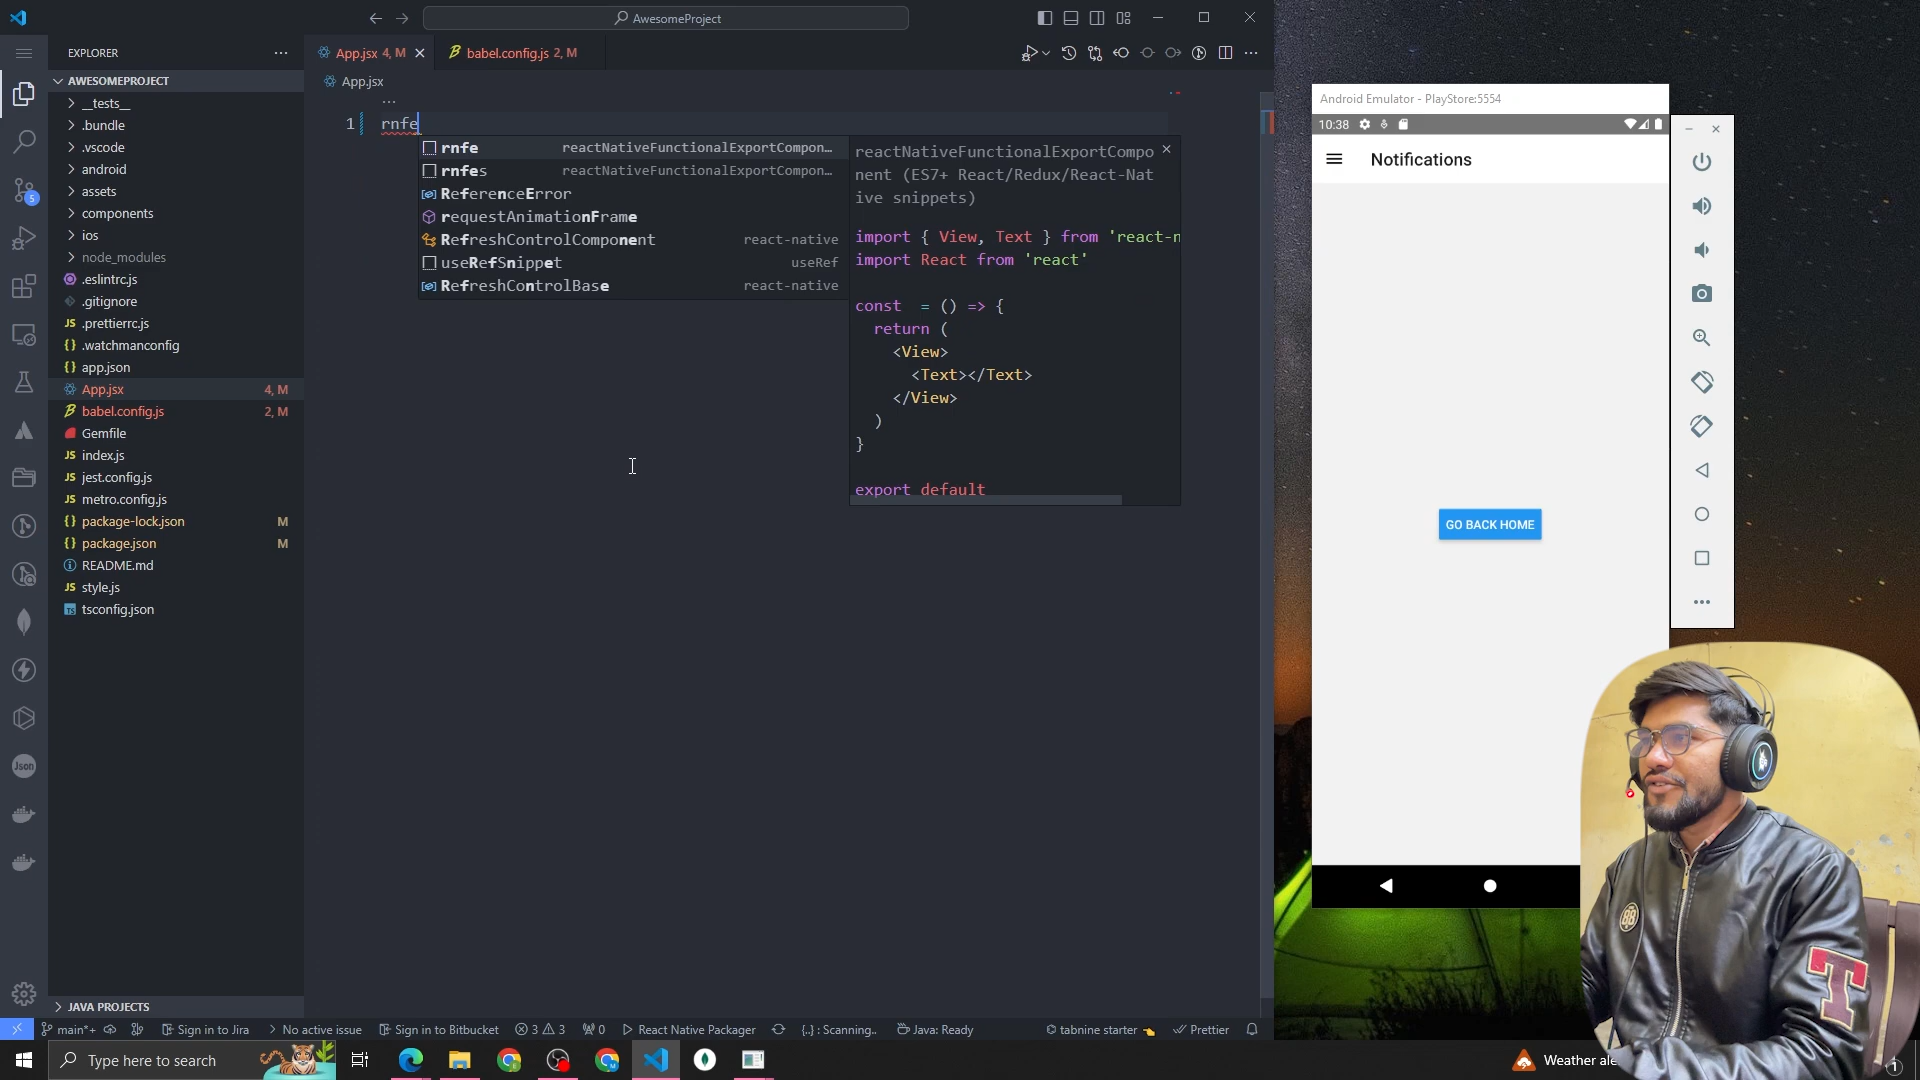 AwesomeProject
EXPLORER
App.jsx 4, M
babel.config.js 2, M
AWESOMEPROJECT
App.jsx
__tests__
.bundle
.vscode
android
assets
components
ios
node_modules
.eslintrc.js
.gitignore
.prettierrc.js
.watchmanconfig
app.json
App.jsx 4, M
babel.config.js 2, M
Gemfile
index.js
jest.config.js
metro.config.js
package-lock.json M
package.json M
README.md
style.js
tsconfig.json
JAVA PROJECTS
5
Json
...
1 rnfe
rnfe reactNativeFunctionalExportCompon...
rnfes reactNativeFunctionalExportCompon...
ReferenceError
requestAnimationFrame
RefreshControlComponent react-native
useRefSnippet useRef
RefreshControlBase react-native
reactNativeFunctionalExportCompo
nent (ES7+ React/Redux/React-Nat
ive snippets)
import { View, Text } from 'react-n
import React from 'react'
const = () => {
return (
<View>
<Text></Text>
</View>
)
}
export default
Android Emulator - PlayStore:5554
10:38
Notifications
GO BACK HOME
88
T
main*+
Sign in to Jira
No active issue
Sign in to Bitbucket
3
3
0
React Native Packager
{..} : Scanning..
Java: Ready
tabnine starter
Prettier
Type here to search
Weather ale
1